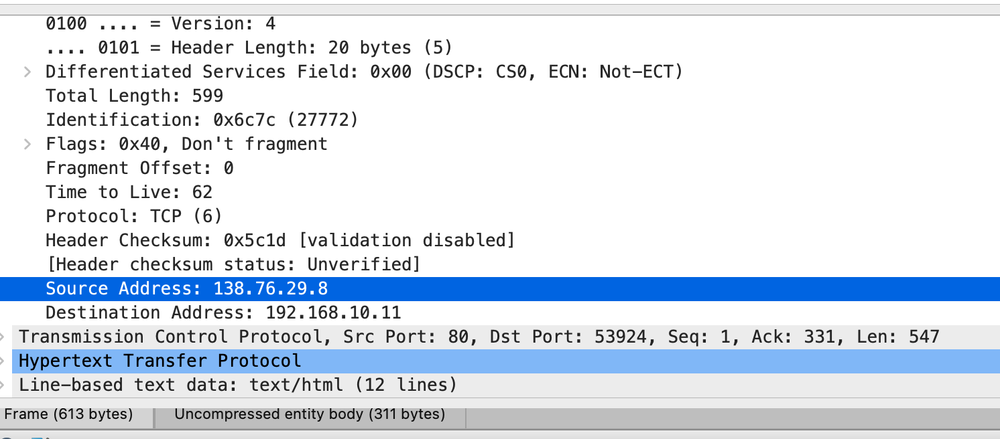 0100 .... = Version: 4
.... 0101 = Header Length: 20 bytes (5)
Differentiated Services Field: 0x00 (DSCP: CS0, ECN: Not-ECT)
Total Length: 599
Identification: 0x6c7c (27772)
Flags: 0x40, Don't fragment
Fragment Offset: 0
Time to Live: 62
Protocol: TCP (6)
Header Checksum: 0x5c1d [validation disabled]
[Header checksum status: Unverified]
Source Address: 138.76.29.8
Destination Address: 192.168.10.11
Transmission Control Protocol, Src Port: 80, Dst Port: 53924, Seq: 1, Ack: 331, Len: 547
Hypertext Transfer Protocol
Line-based text data: text/html (12 lines)
Frame (613 bytes) Uncompressed entity body (311 bytes)